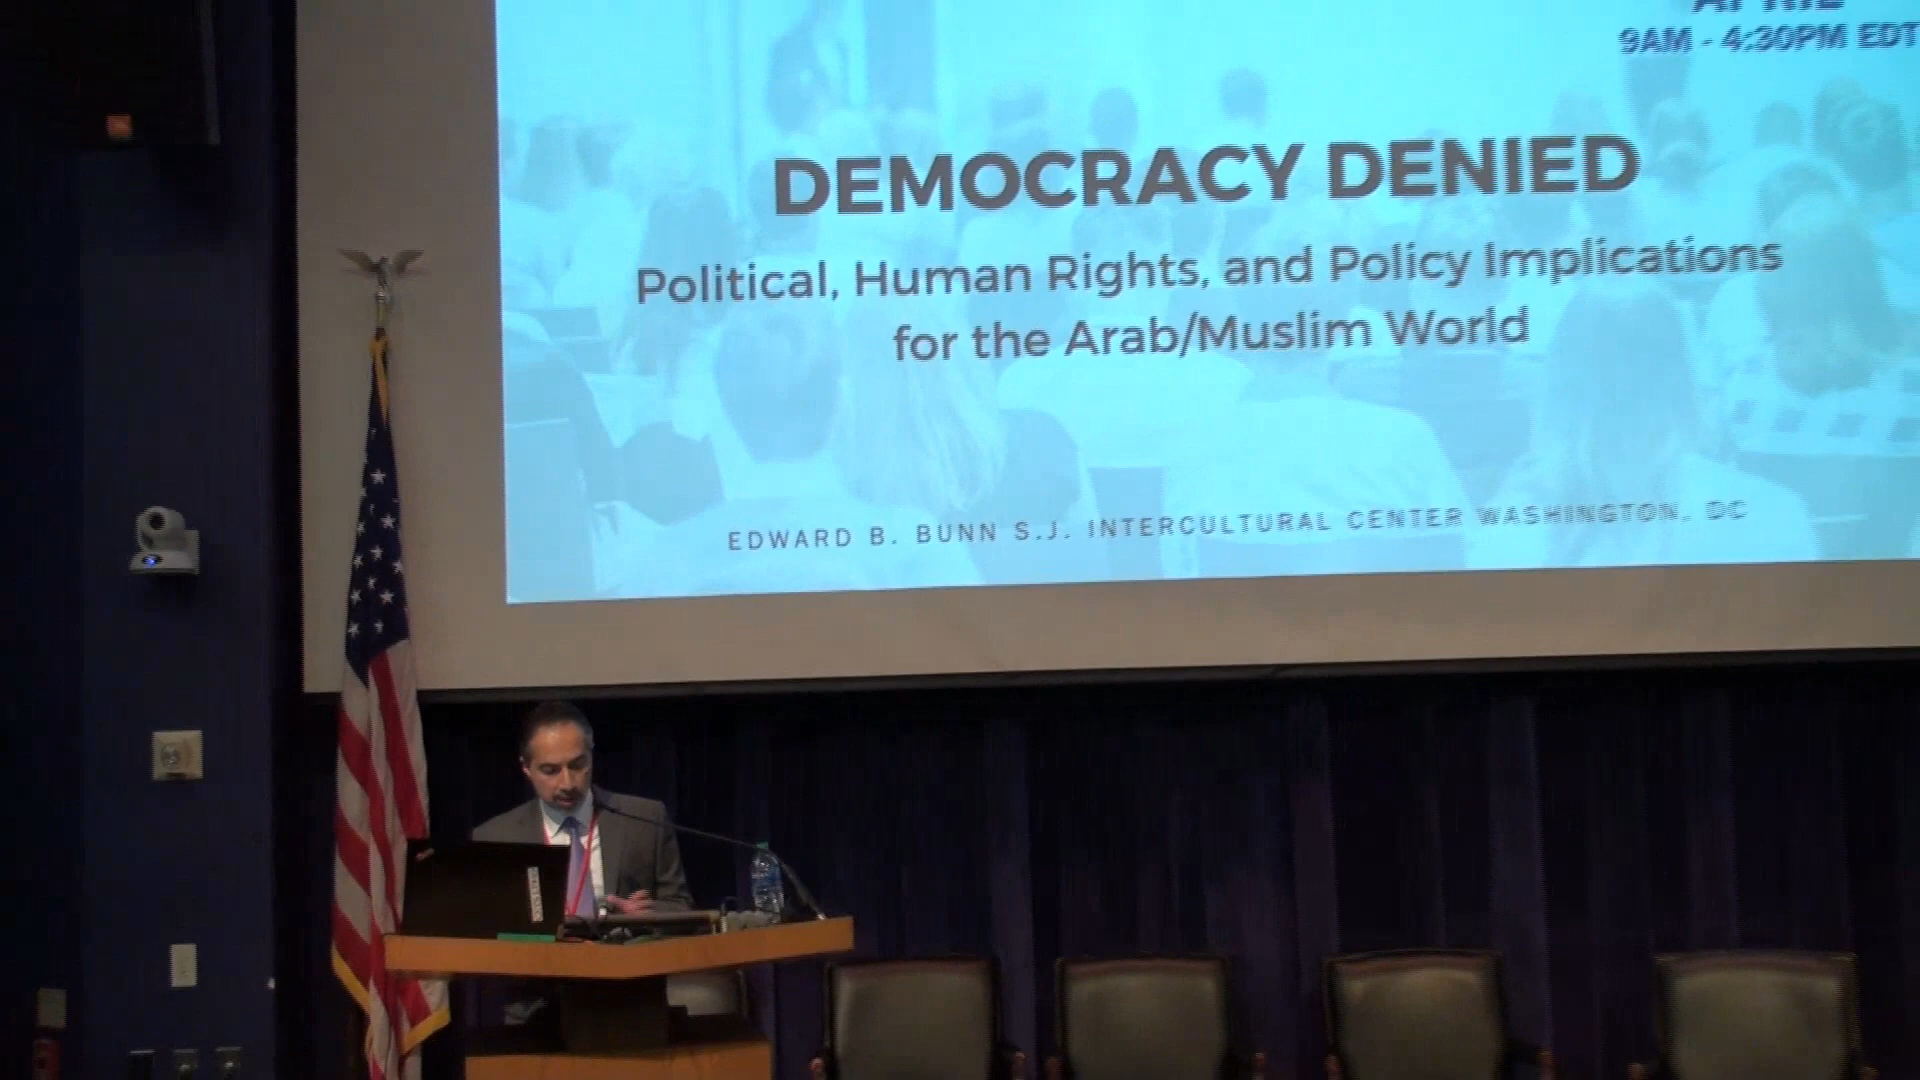 APRIL
9AM - 4:30PM EDT
DEMOCRACY DENIED
Political, Human Rights, and Policy Implications
for the Arab/Muslim World
EDWARD B. BUNN S.J. INTERCULTURAL CENTER WASHINGTON, DC